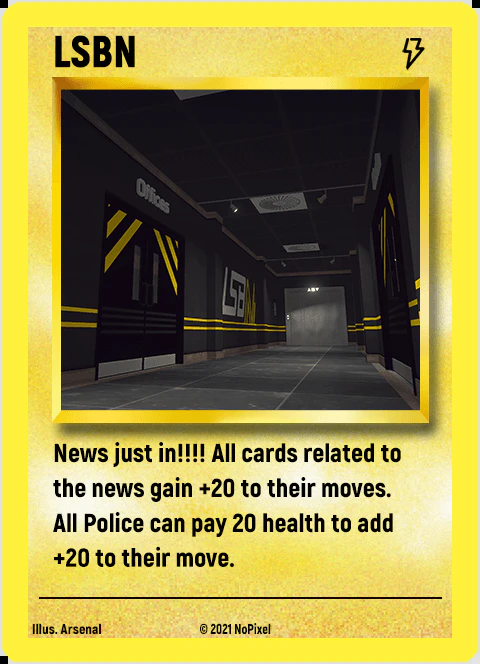 LSBN
Offices
LSBN
News just in!!!! All cards related to
the news gain +20 to their moves.
All Police can pay 20 health to add
+20 to their move.
Illus. Arsenal
© 2021 NoPixel